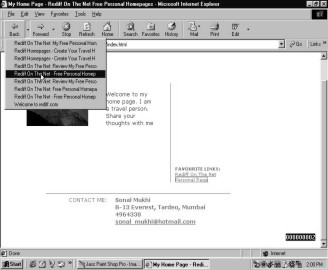 My Home Page - Rediff On The Net Free Personal Homepages - Microsoft Internet Explorer
File Edit View Favorites Tools Help
Back Forward Stop Refresh Home Search Favorites History Mail Print Edit
index.html Go Links
Rediff On The Net: My Free Personal Hom
Rediff Homepages - Create Your Travel H
Rediff Homepages - Create Your Travel H
Rediff On The Net: Review My Free Perso
Rediff On The Net - Free Personal Homep
Rediff On The Net: Review My Free Perso
Rediff On The Net: Free Personal Homepa
Rediff On The Net - Free Personal Homep
Welcome to rediff.com
Welcome to my
home page. I am
a travel person.
Share your
thoughts with me
FAVOURITE LINKS:
Rediff On The Net
Personal Read
CONTACT ME: Sonal Mukhi
B-13 Everest, Tardeo, Mumbai
4964338
sonal_mukhi@hotmail.com
00000002
Done Internet
Start Jasc Paint Shop Pro - Ima... My Home Page - Redi... 2:00 PM